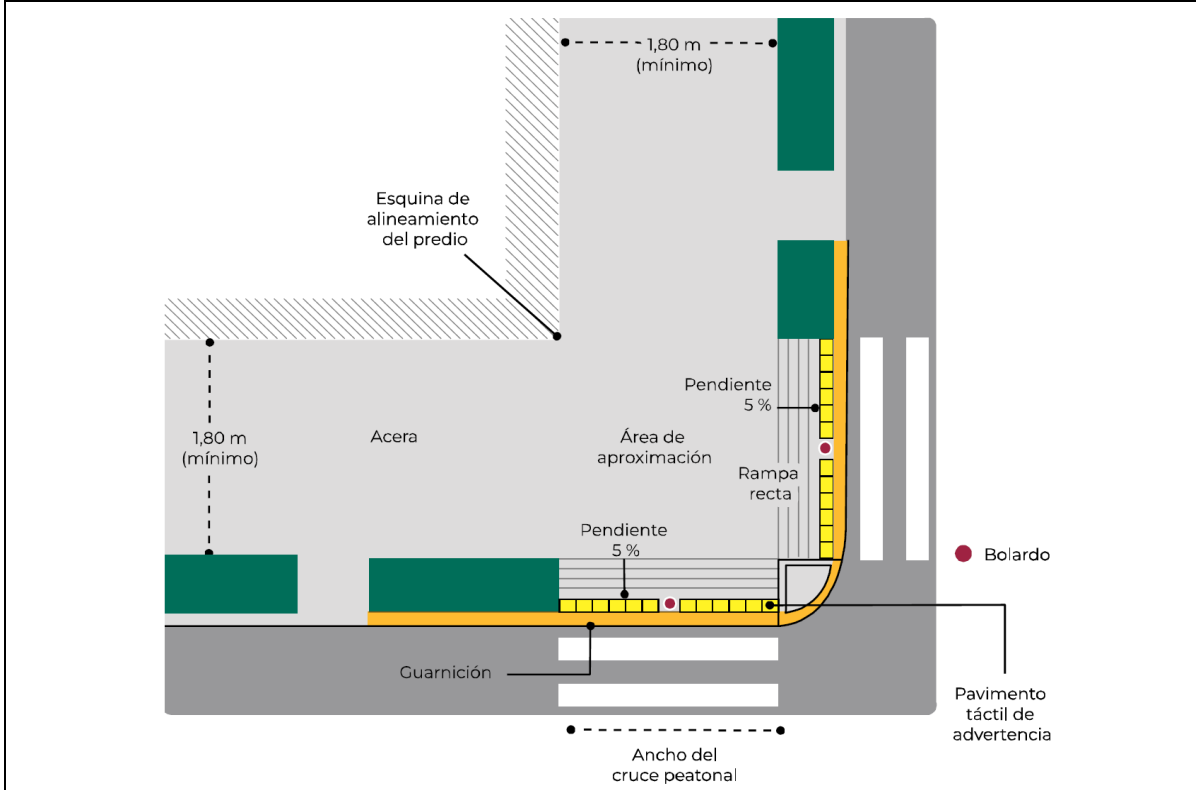 1,80 m
(mínimo)
Esquina de
alineamiento
del predio
Pendiente
5 %
1,80 m
(mínimo)
Acera
Área de
aproximación
Rampa
recta
Pendiente
5 %
Bolardo
Guarnición
Pavimento
táctil de
advertencia
Ancho del
cruce peatonal